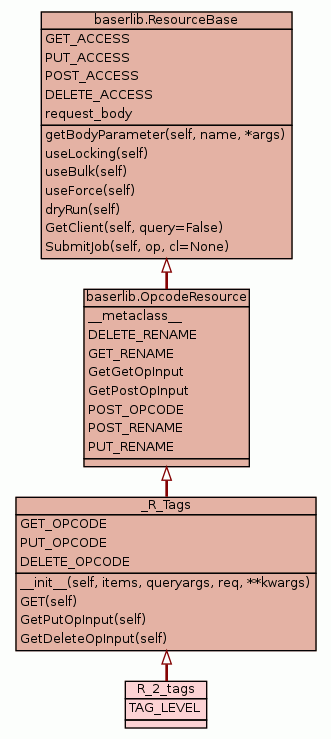 baserlib.ResourceBase
GET_ACCESS
PUT_ACCESS
POST_ACCESS
DELETE_ACCESS
request_body
getBodyParameter(self, name, *args)
useLocking(self)
useBulk(self)
useForce(self)
dryRun(self)
GetClient(self, query=False)
SubmitJob(self, op, cl=None)
baserlib.OpcodeResource
__metaclass__
DELETE_RENAME
GET_RENAME
GetGetOpInput
GetPostOpInput
POST_OPCODE
POST_RENAME
PUT_RENAME
_R_Tags
GET_OPCODE
PUT_OPCODE
DELETE_OPCODE
__init__(self, items, queryargs, req, **kwargs)
GET(self)
GetPutOpInput(self)
GetDeleteOpInput(self)
R_2_tags
TAG_LEVEL